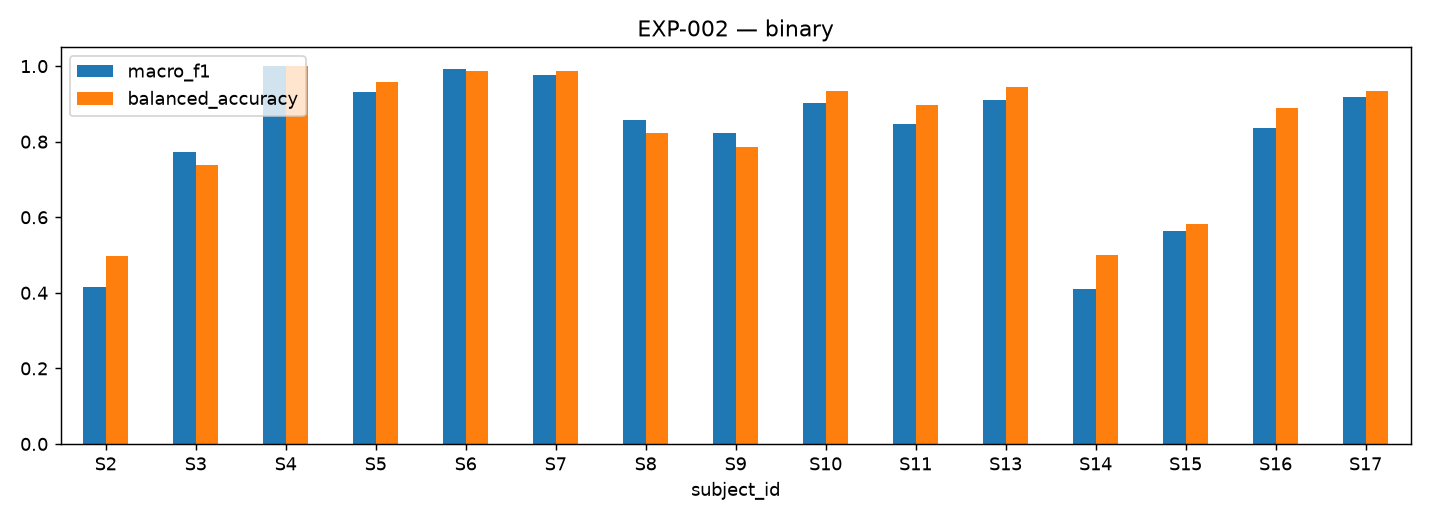 EXP-002 — binary
macro_f1
balanced_accuracy
1.0
0.8
0.6
0.4
0.2
0.0
S2 S3 S4 S5 S6 S7 S8 S9 S10 S11 S13 S14 S15 S16 S17
subject_id